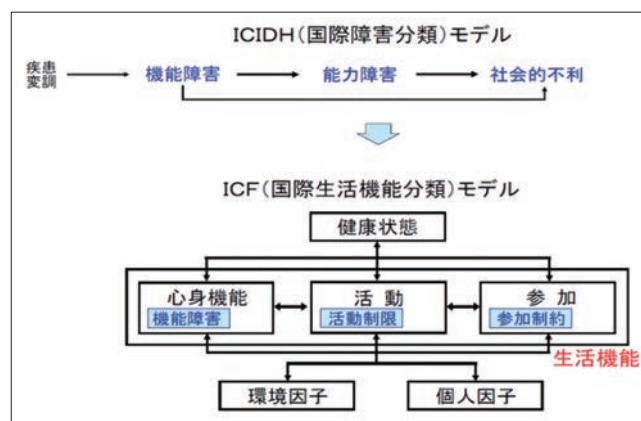 ICIDH(国際障害分類)モデル
疾患
変調
機能障害
能力障害
社会的不利
ICF(国際生活機能分類)モデル
健康状態
心身機能
機能障害
活 動
活動制限
参 加
参加制約
生活機能
環境因子
個人因子